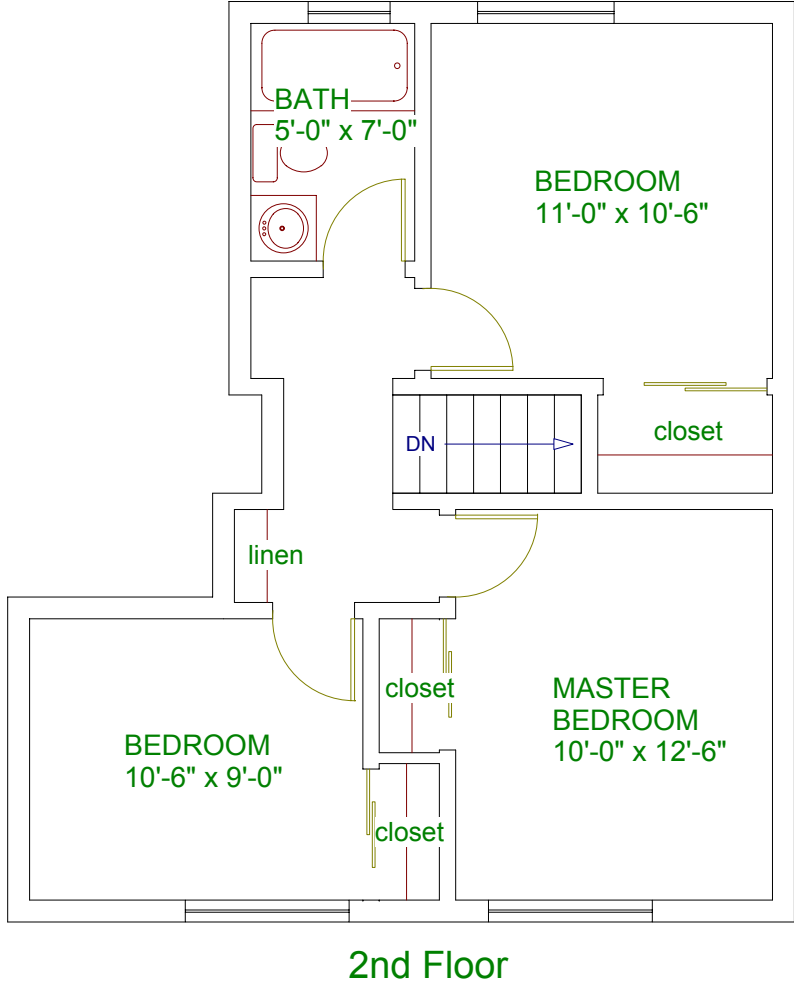 BATH
5'-0" x 7'-0"
BEDROOM
11'-0" x 10'-6"
closet
DN
linen
closet
MASTER
BEDROOM
10'-0" x 12'-6"
BEDROOM
10'-6" x 9'-0"
closet
2nd Floor